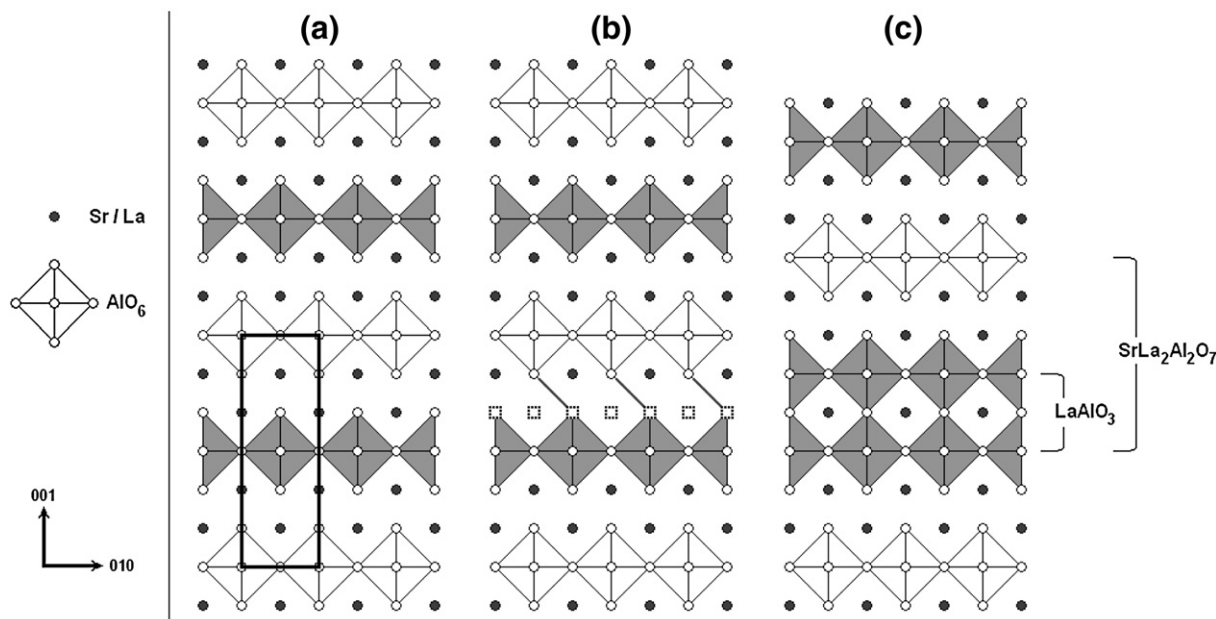 (a) (b) (c)
Sr / La
AlO6
SrLa2Al2O7
LaAlO3
001
010